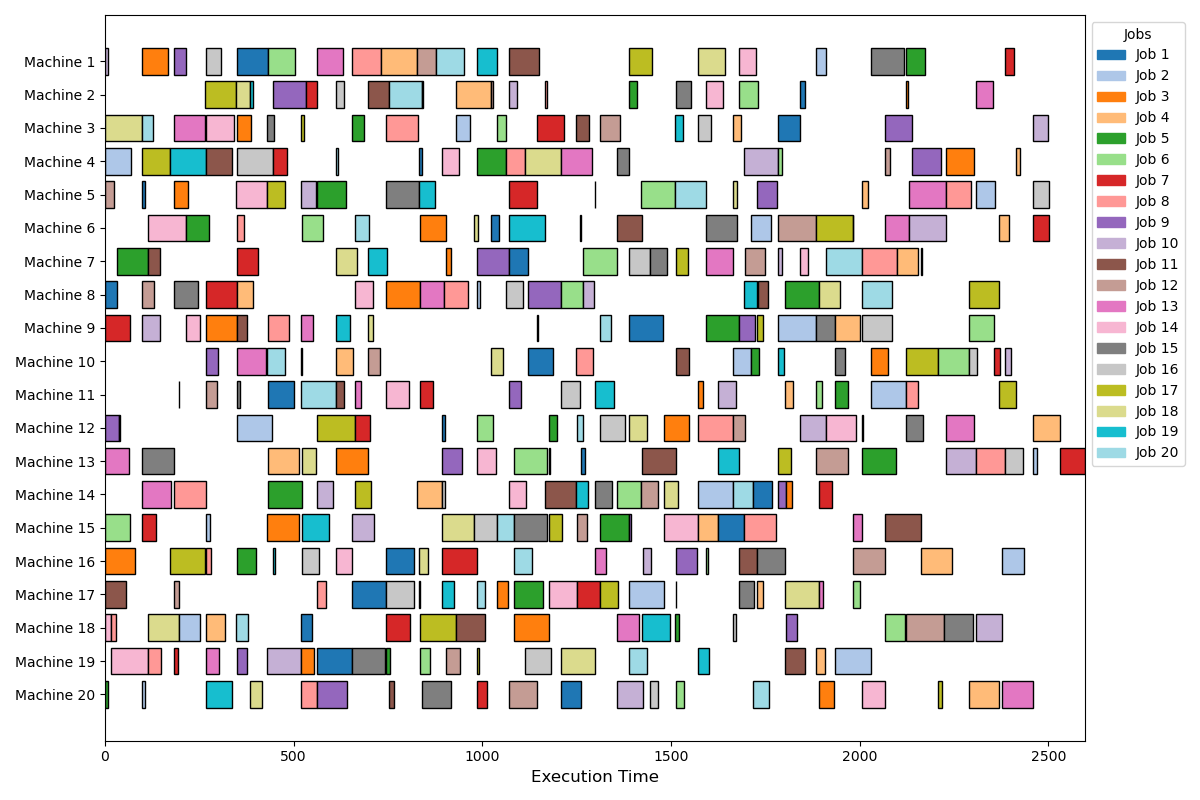 Machine 1
Machine 2
Machine 3
Machine 4
Machine 5
Machine 6
Machine 7
Machine 8
Machine 9
Machine 10
Machine 11
Machine 12
Machine 13
Machine 14
Machine 15
Machine 16
Machine 17
Machine 18
Machine 19
Machine 20
0 500 1000 1500 2000 2500
Execution Time
Jobs
Job 1
Job 2
Job 3
Job 4
Job 5
Job 6
Job 7
Job 8
Job 9
Job 10
Job 11
Job 12
Job 13
Job 14
Job 15
Job 16
Job 17
Job 18
Job 19
Job 20